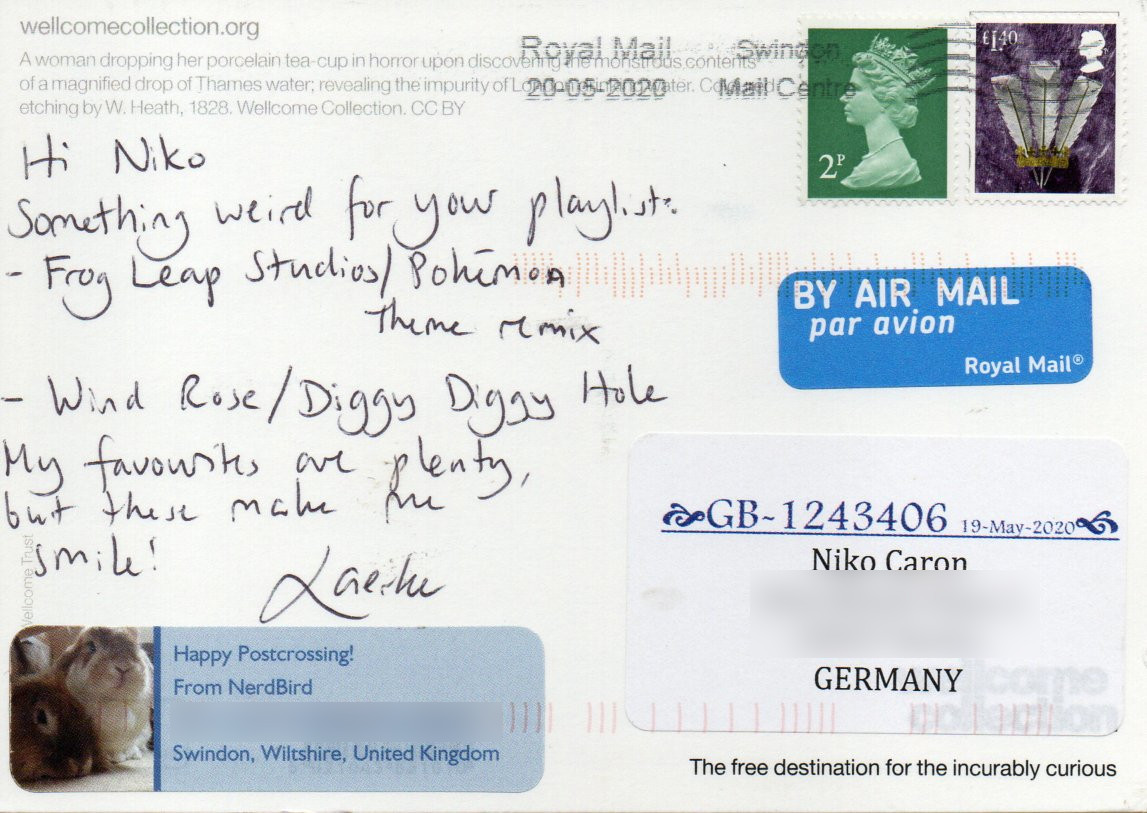 wellcomecollection.org
A woman dropping her porcelain tea-cup in horror upon discovering the monstrous contents
of a magnified drop of Thames water; revealing the impurity of London drinking water. Coloured
etching by W. Heath, 1828. Wellcome Collection. CC BY
Royal Mail Swindon
20-05-2020 Mail Centre
2P
£1.40
Hi Niko
Something weird for your playlist:
- Frog Leap Studios/Pokémon
Theme remix
- Wind Rose/Diggy Diggy Hole
My favourites are plenty,
but these make me
smile!
Laerke
BY AIR MAIL
par avion
Royal Mail®
GB-1243406 19-May-2020
Niko Caron
GERMANY
wellcome
collection
Wellcome Trust
Happy Postcrossing!
From NerdBird
Swindon, Wiltshire, United Kingdom
The free destination for the incurably curious